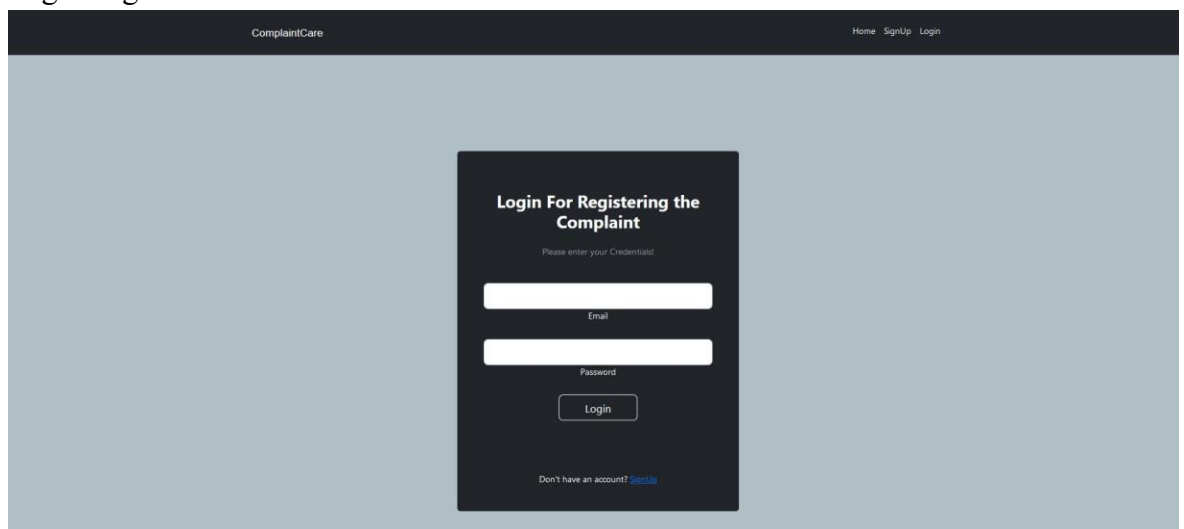 ComplaintCare
Home SignUp Login
Login For Registering the
Complaint
Please enter your Credentials!
Email
Password
Login
Don't have an account? SignUp